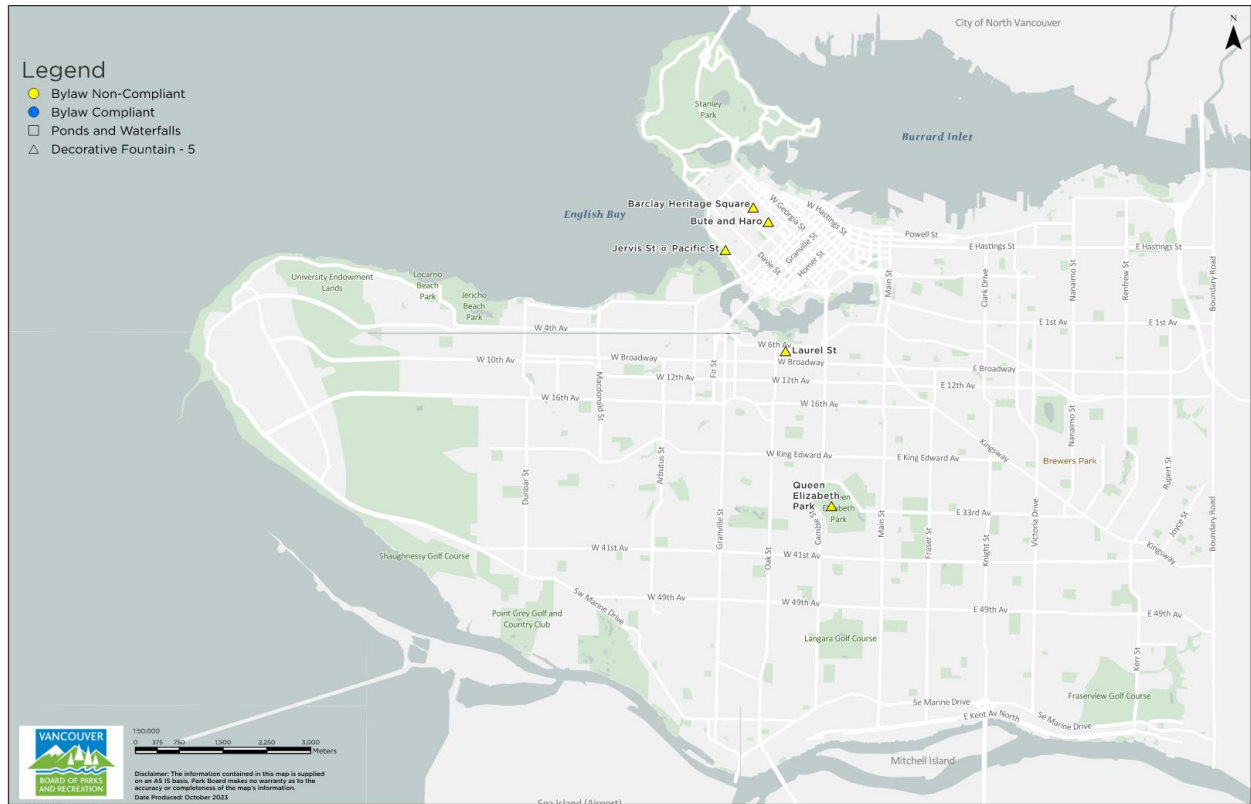 City of North Vancouver
N
Legend
Bylaw Non-Compliant
Bylaw Compliant
Ponds and Waterfalls
Decorative Fountain - 5
Stanley
Park
Burrard Inlet
English Bay
Barclay Heritage Square
Bute and Haro
Jervis St @ Pacific St
W Georgia St
W Hastings St
Granville St
Davie St
Homer St
Powell St
E Hastings St
E Hastings St
Main St
Clark Drive
Nanaimo St
Renfrew St
Boundary Road
University Endowment
Lands
Locarno
Beach
Park
Jericho
Beach
Park
W 4th Av
E 1st Av
E 1st Av
W 6th Av
Laurel St
W 10th Av
W Broadway
W Broadway
E Broadway
Fir St
W 12th Av
W 12th Av
E 12th Av
Macdonald St
W 16th Av
W 16th Av
Nanaimo St
Kingsway
W King Edward Av
E King Edward Av
Brewers Park
Arbutus St
Dunbar St
Rupert St
Queen
Elizabeth
Park
Elizabeth
Park
Cambie St
E 33rd Av
Granville St
Oak St
Main St
Fraser St
Knight St
Victoria Drive
Joyce St
Boundary Road
Kingsway
W 41st Av
W 41st Av
Shaughnessy Golf Course
Sw Marine Drive
W 49th Av
W 49th Av
E 49th Av
E 49th Av
Point Grey Golf and
Country Club
Langara Golf Course
Kerr St
Fraserview Golf Course
Se Marine Drive
E Kent Av North
Se Marine Drive
Mitchell Island
Sea Island (Airport)
VANCOUVER
BOARD OF PARKS
AND RECREATION
1:50,000
0 375 750 1,500 2,250 3,000
Meters
Disclaimer: The information contained in this map is supplied
on an AS IS basis. Park Board makes no warranty as to the
accuracy or completeness of the map's information.
Date Produced: October 2023